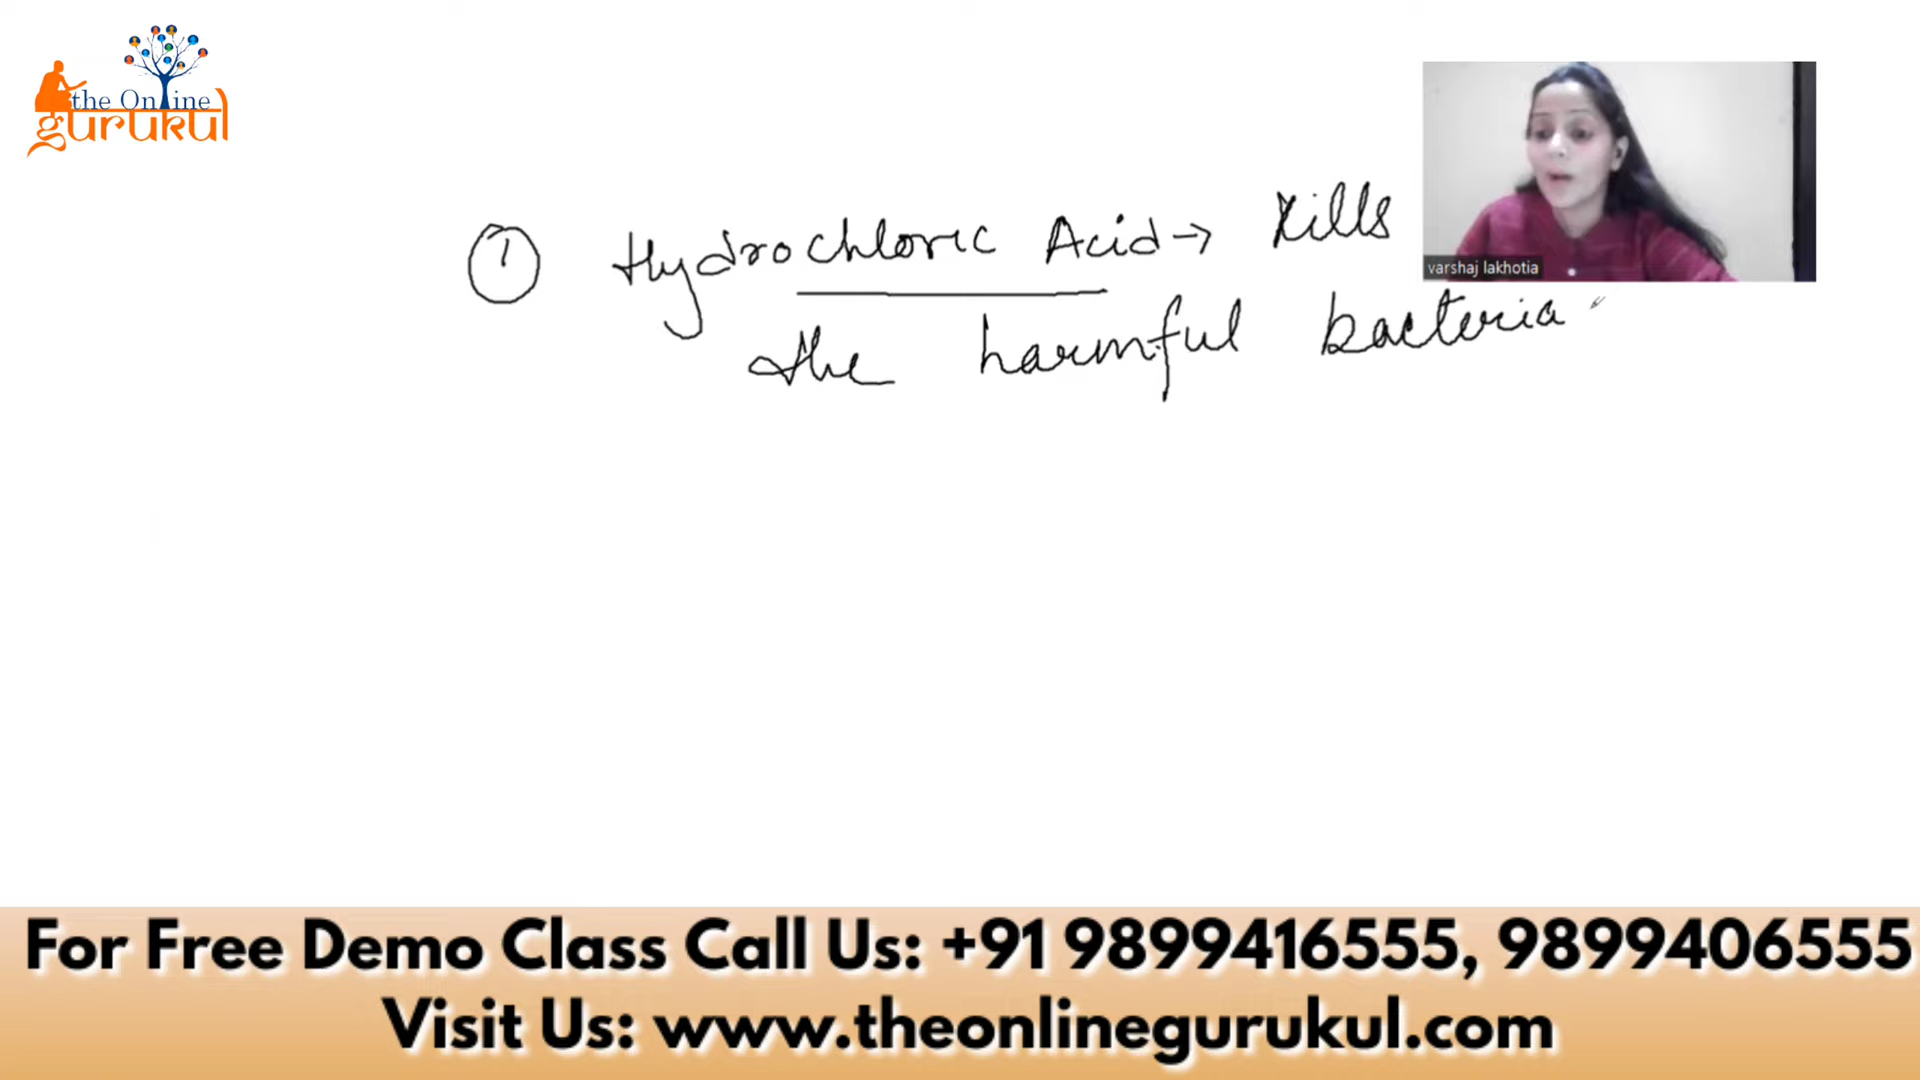 the Online
gurukul
① Hydrochloric Acid → Kills
the harmful bacteria
varshaj lakhotia
For Free Demo Class Call Us: +91 9899416555, 9899406555
Visit Us: www.theonlinegurukul.com